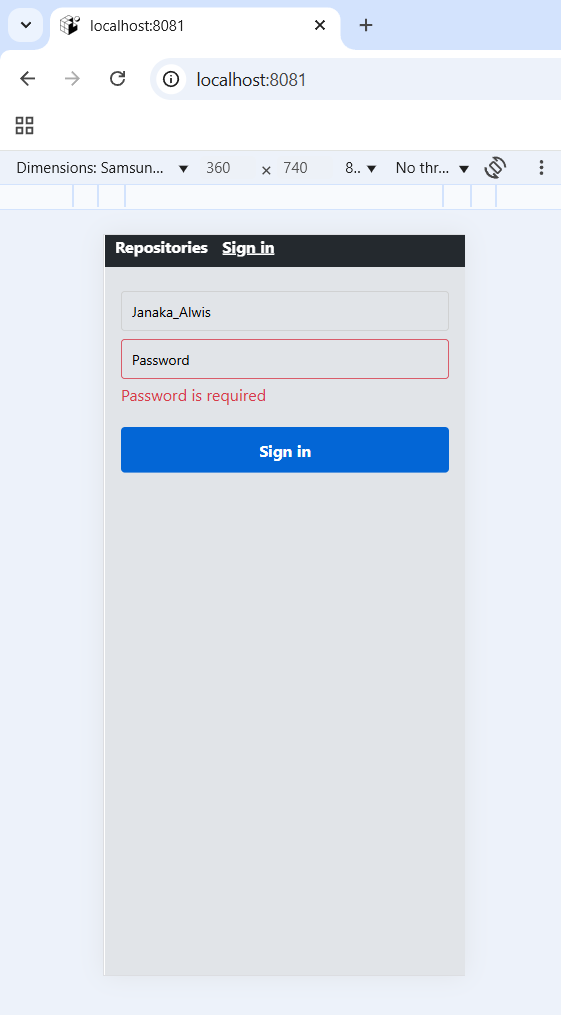 localhost:8081
localhost:8081
Dimensions: Samsun... 360 × 740 8.. No thr...
Repositories Sign in
Janaka_Alwis
Password
Password is required
Sign in